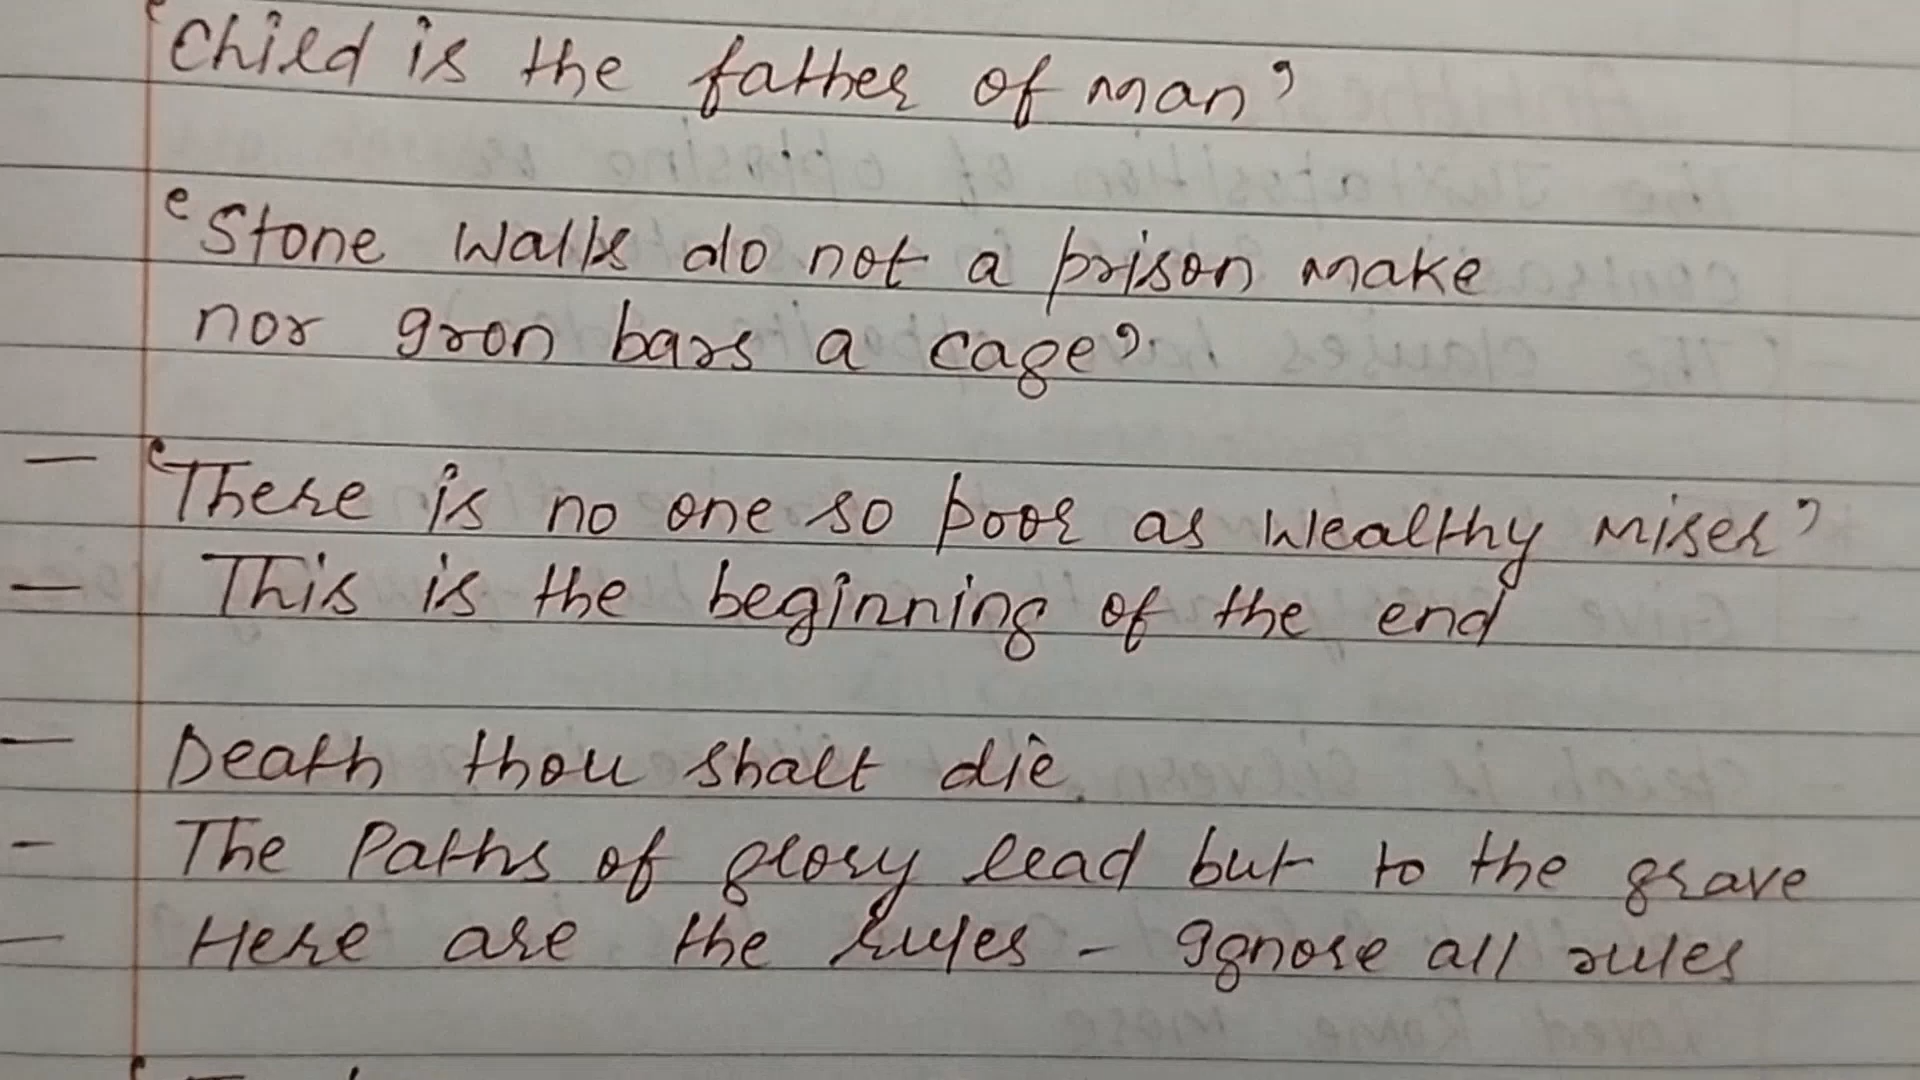 'Child is the father of man'
'Stone walls do not a prison make
nor Iron bars a cage'
- 'There is no one so poor as wealthy miser'
- This is the beginning of the end
- Death thou shalt die.
- The Paths of glory lead but to the grave
- Here are the rules - Ignore all rules